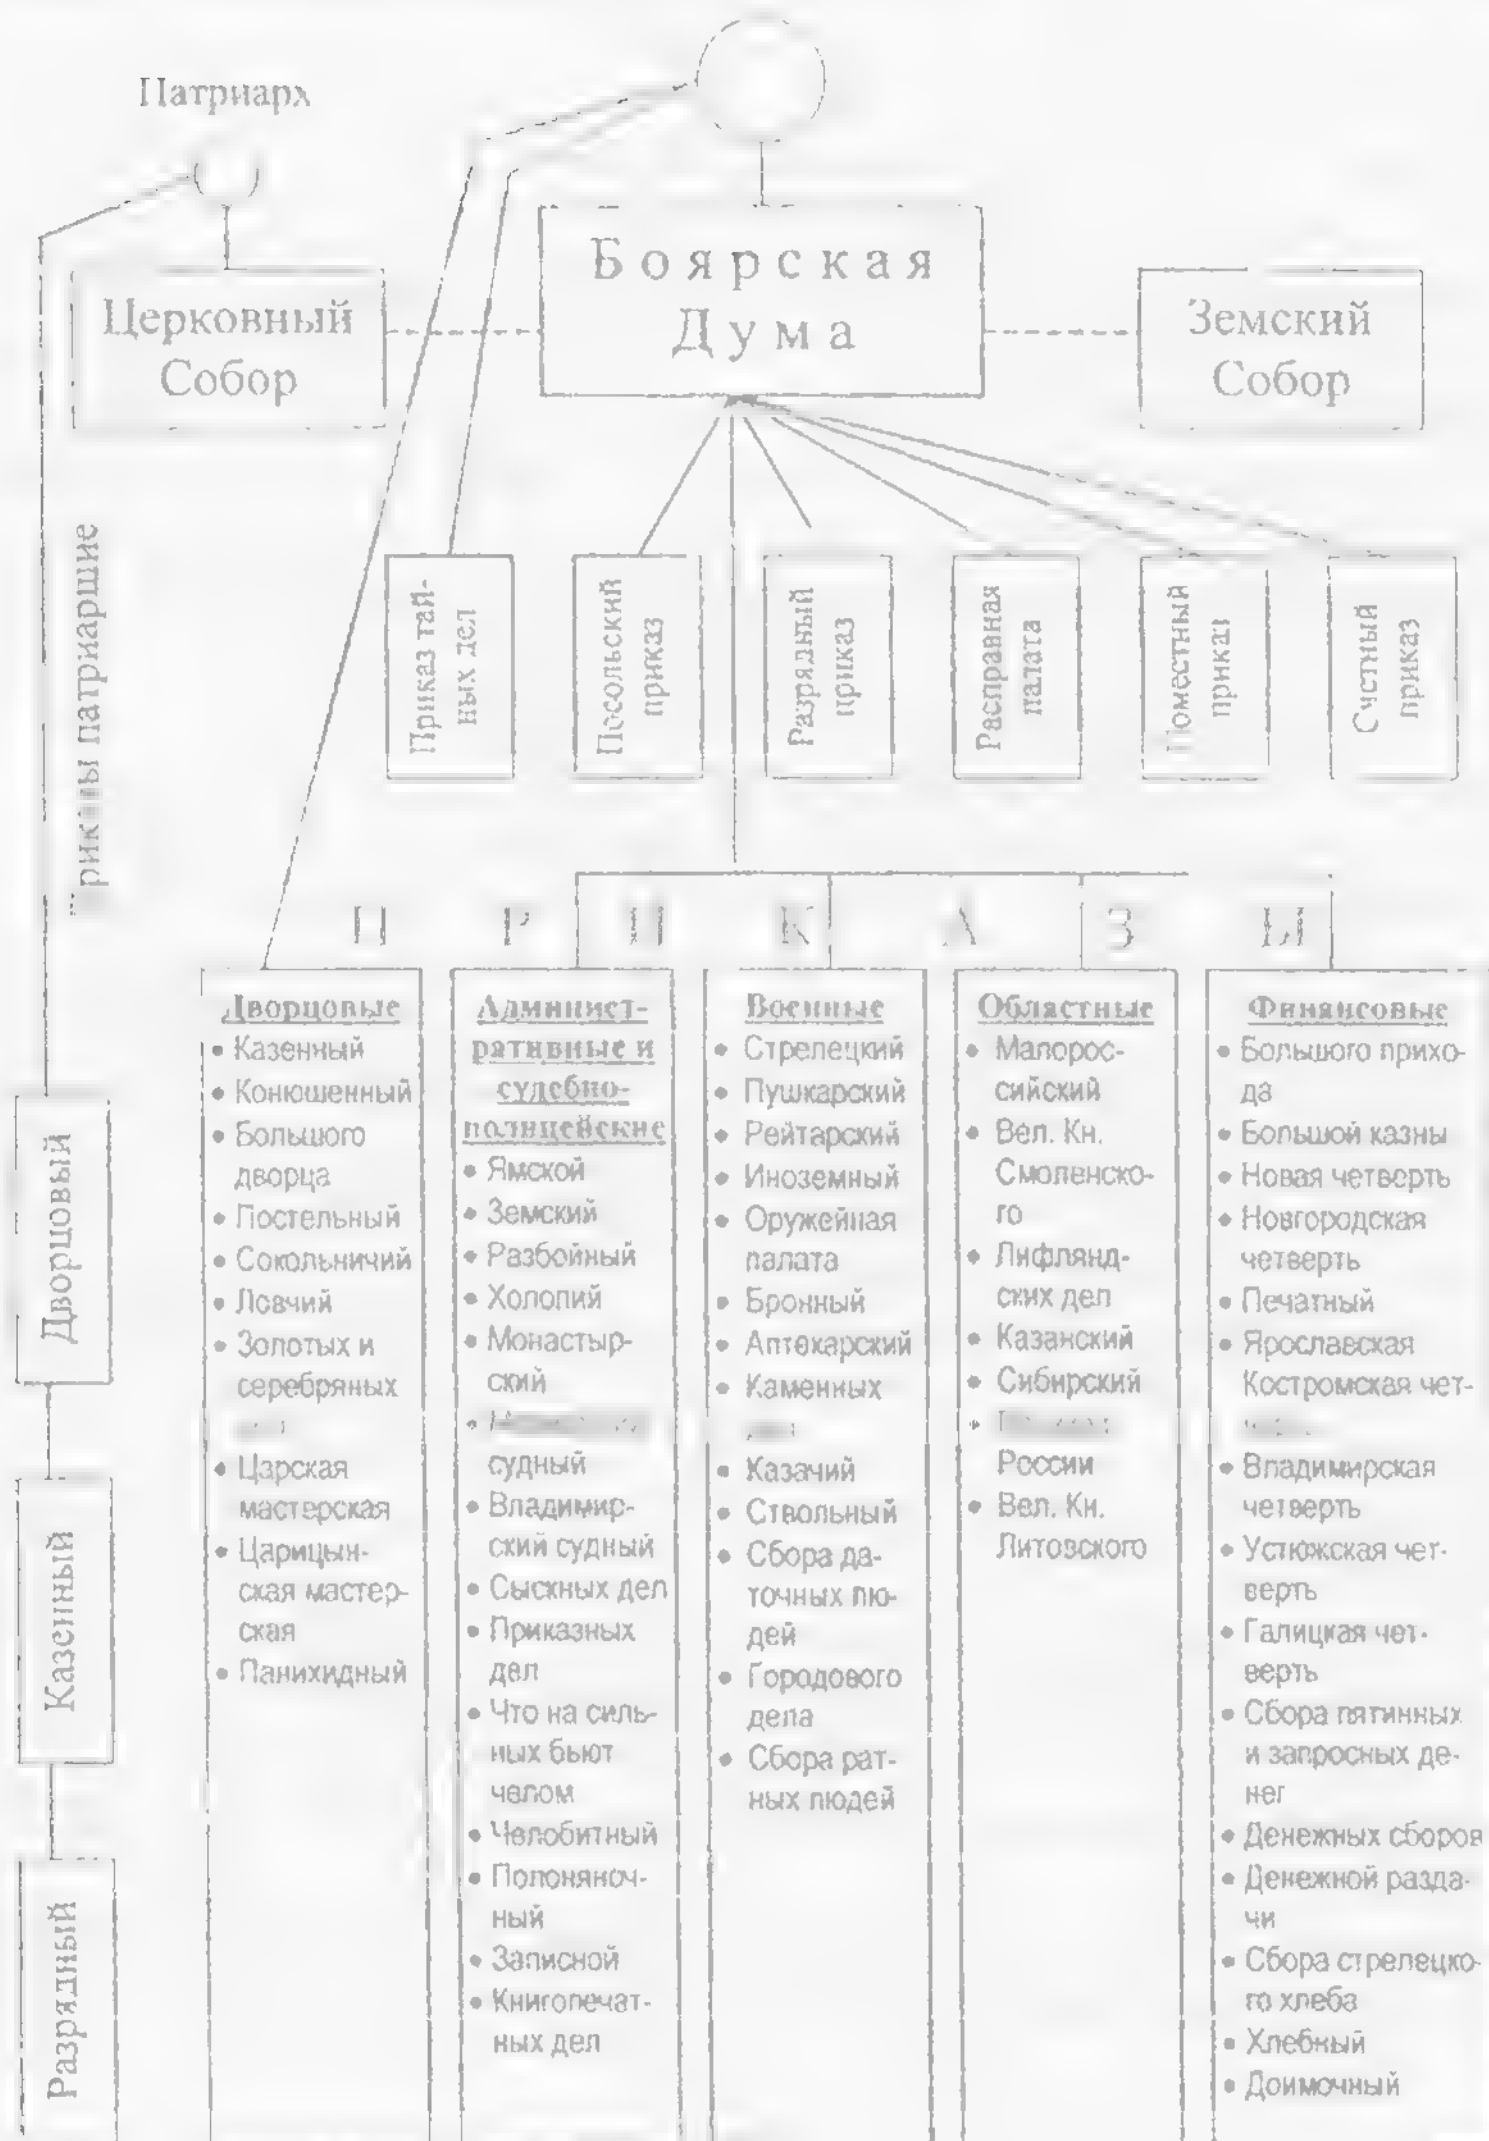 Патриарх
Боярская
Дума
Церковный
Собор
Земский
Собор
патриаршие
Приказ тай-
ных дел
Посольский
приказ
Разрядный
приказ
Расправная
палата
Поместный
приказ
Счетный
приказ
П Р И К А З Ы
Дворцовый
Казенный
Разрядный
Дворцовые
• Казенный
• Конюшенный
• Большого
дворца
• Постельный
• Сокольничий
• Ловчий
• Золотых и
серебряных
• Царская
мастерская
• Царицын-
ская мастер-
ская
• Панихидный
Админист-
ративные и
судебно-
полицейские
• Ямской
• Земский
• Разбойный
• Холопий
• Монастыр-
ский
судный
• Владимир-
ский судный
• Сыскных дел
• Приказных
дел
• Что на силь-
ных бьют
челом
• Челобитный
• Полоняноч-
ный
• Записной
• Книгопечат-
ных дел
Военные
• Стрелецкий
• Пушкарский
• Рейтарский
• Иноземный
• Оружейная
палата
• Бронный
• Аптекарский
• Каменных
• Казачий
• Ствольный
• Сбора да-
точных лю-
дей
• Городового
дела
• Сбора рат-
ных людей
Областные
• Малорос-
сийский
• Вел. Кн.
Смоленско-
го
• Лифлянд-
ских дел
• Казанский
• Сибирский
России
• Вел. Кн.
Литовского
Финансовые
• Большого прихо-
да
• Большой казны
• Новая четверть
• Новгородская
четверть
• Печатный
• Ярославская
Костромская чет-
• Владимирская
четверть
• Устюжская чет-
верть
• Галицкая чет-
верть
• Сбора пятинных
и запросных де-
нег
• Денежных сборов
• Денежной разда-
чи
• Сбора стрелецко-
го хлеба
• Хлебный
• Доимочный